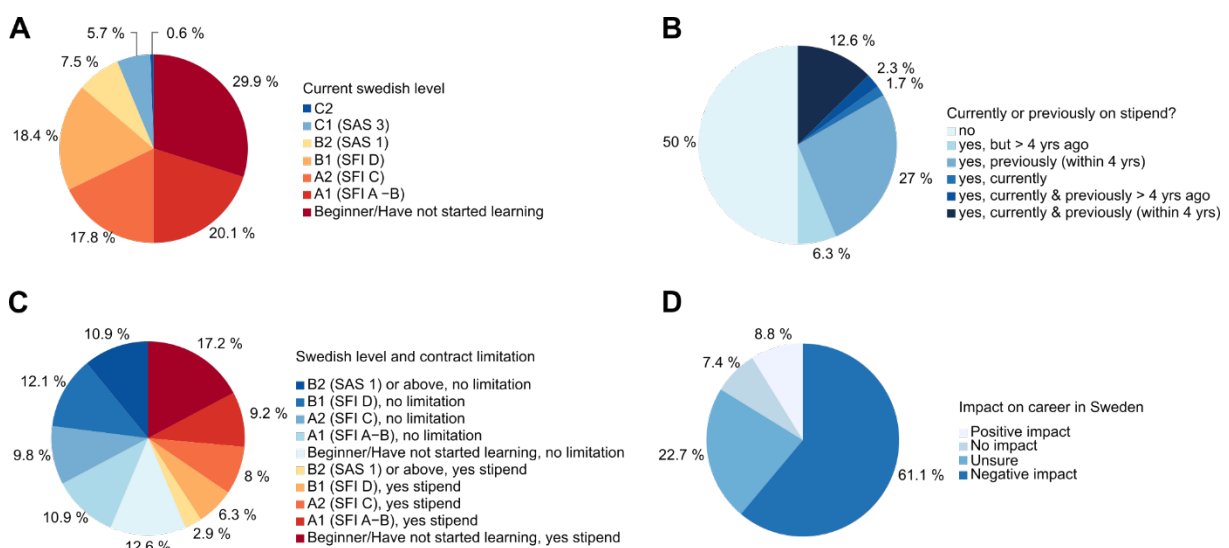 A
5.7 %
0.6 %
7.5 %
29.9 %
18.4 %
17.8 %
20.1 %
Current swedish level
C2
C1 (SAS 3)
B2 (SAS 1)
B1 (SFI D)
A2 (SFI C)
A1 (SFI A −B)
Beginner/Have not started learning
B
12.6 %
2.3 %
1.7 %
50 %
27 %
6.3 %
Currently or previously on stipend?
no
yes, but > 4 yrs ago
yes, previously (within 4 yrs)
yes, currently
yes, currently & previously > 4 yrs ago
yes, currently & previously (within 4 yrs)
C
10.9 %
17.2 %
12.1 %
9.2 %
9.8 %
8 %
10.9 %
6.3 %
12.6 %
2.9 %
Swedish level and contract limitation
B2 (SAS 1) or above, no limitation
B1 (SFI D), no limitation
A2 (SFI C), no limitation
A1 (SFI A−B), no limitation
Beginner/Have not started learning, no limitation
B2 (SAS 1) or above, yes stipend
B1 (SFI D), yes stipend
A2 (SFI C), yes stipend
A1 (SFI A−B), yes stipend
Beginner/Have not started learning, yes stipend
D
8.8 %
7.4 %
22.7 %
61.1 %
Impact on career in Sweden
Positive impact
No impact
Unsure
Negative impact